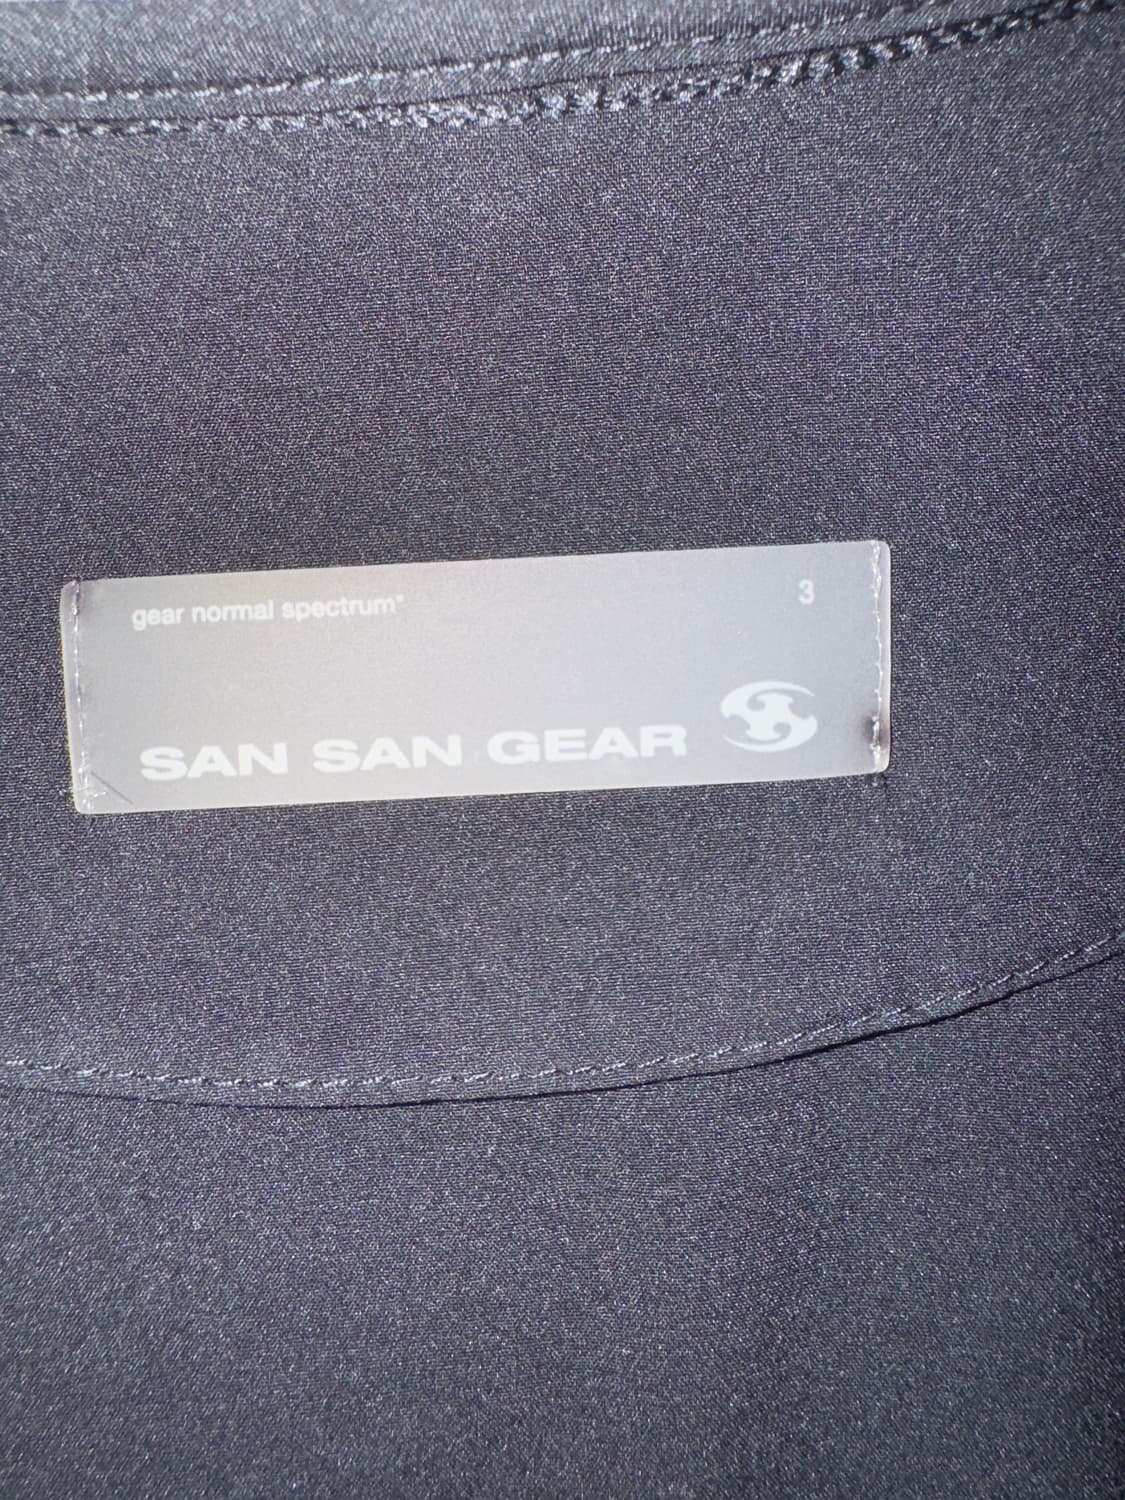 gear normal spectrum*
3
SAN SAN GEAR